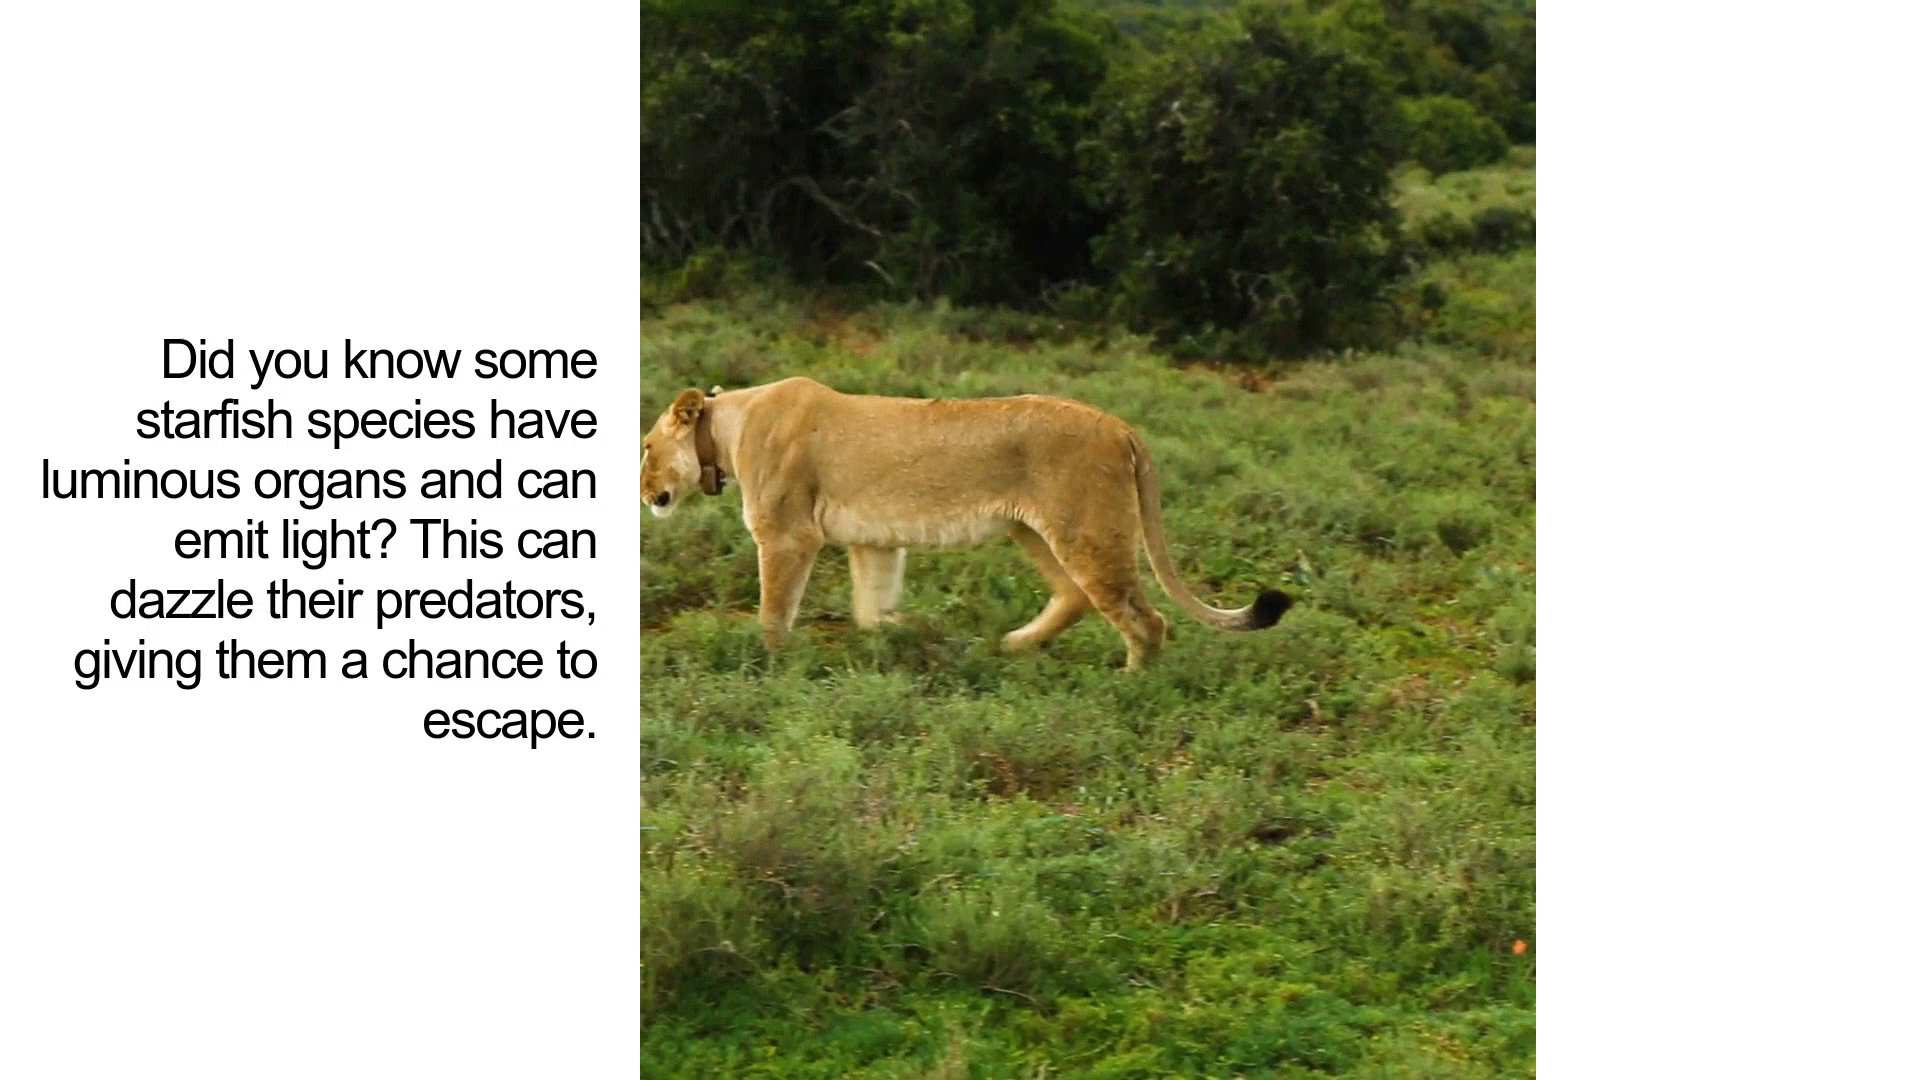 Did you know some
starfish species have
luminous organs and can
emit light? This can
dazzle their predators,
giving them a chance to
escape.